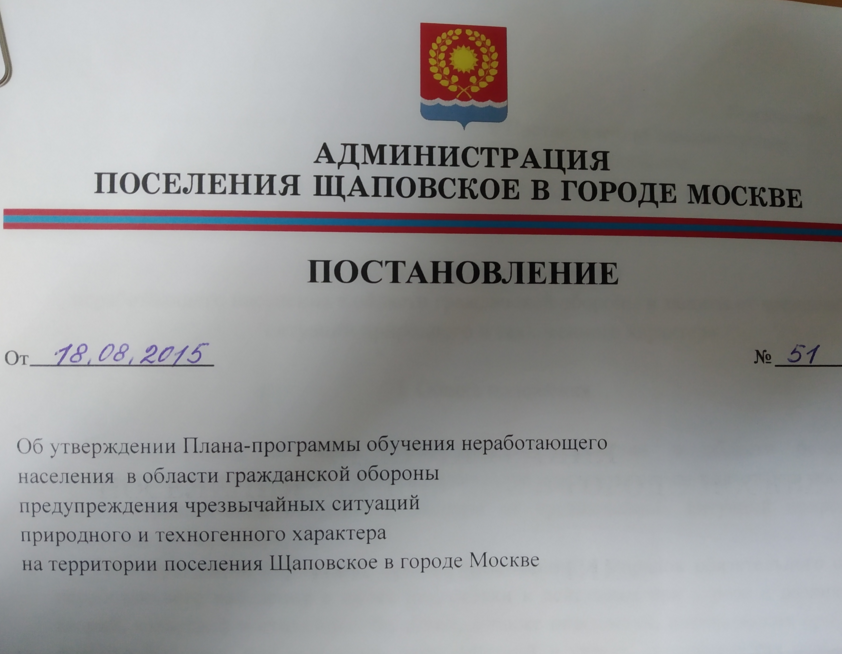 АДМИНИСТРАЦИЯ
ПОСЕЛЕНИЯ ЩАПОВСКОЕ В ГОРОДЕ МОСКВЕ
ПОСТАНОВЛЕНИЕ
От 18.08.2015 № 51
Об утверждении Плана-программы обучения неработающего
населения в области гражданской обороны
предупреждения чрезвычайных ситуаций
природного и техногенного характера
на территории поселения Щаповское в городе Москве